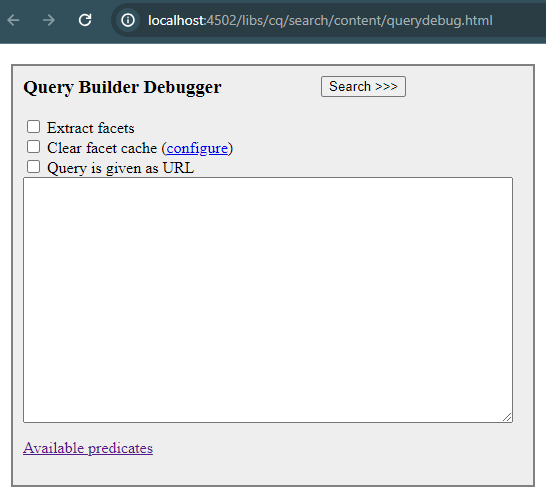 localhost:4502/libs/cq/search/content/querydebug.html
Query Builder Debugger
Search >>>
Extract facets
Clear facet cache (configure)
Query is given as URL
Available predicates